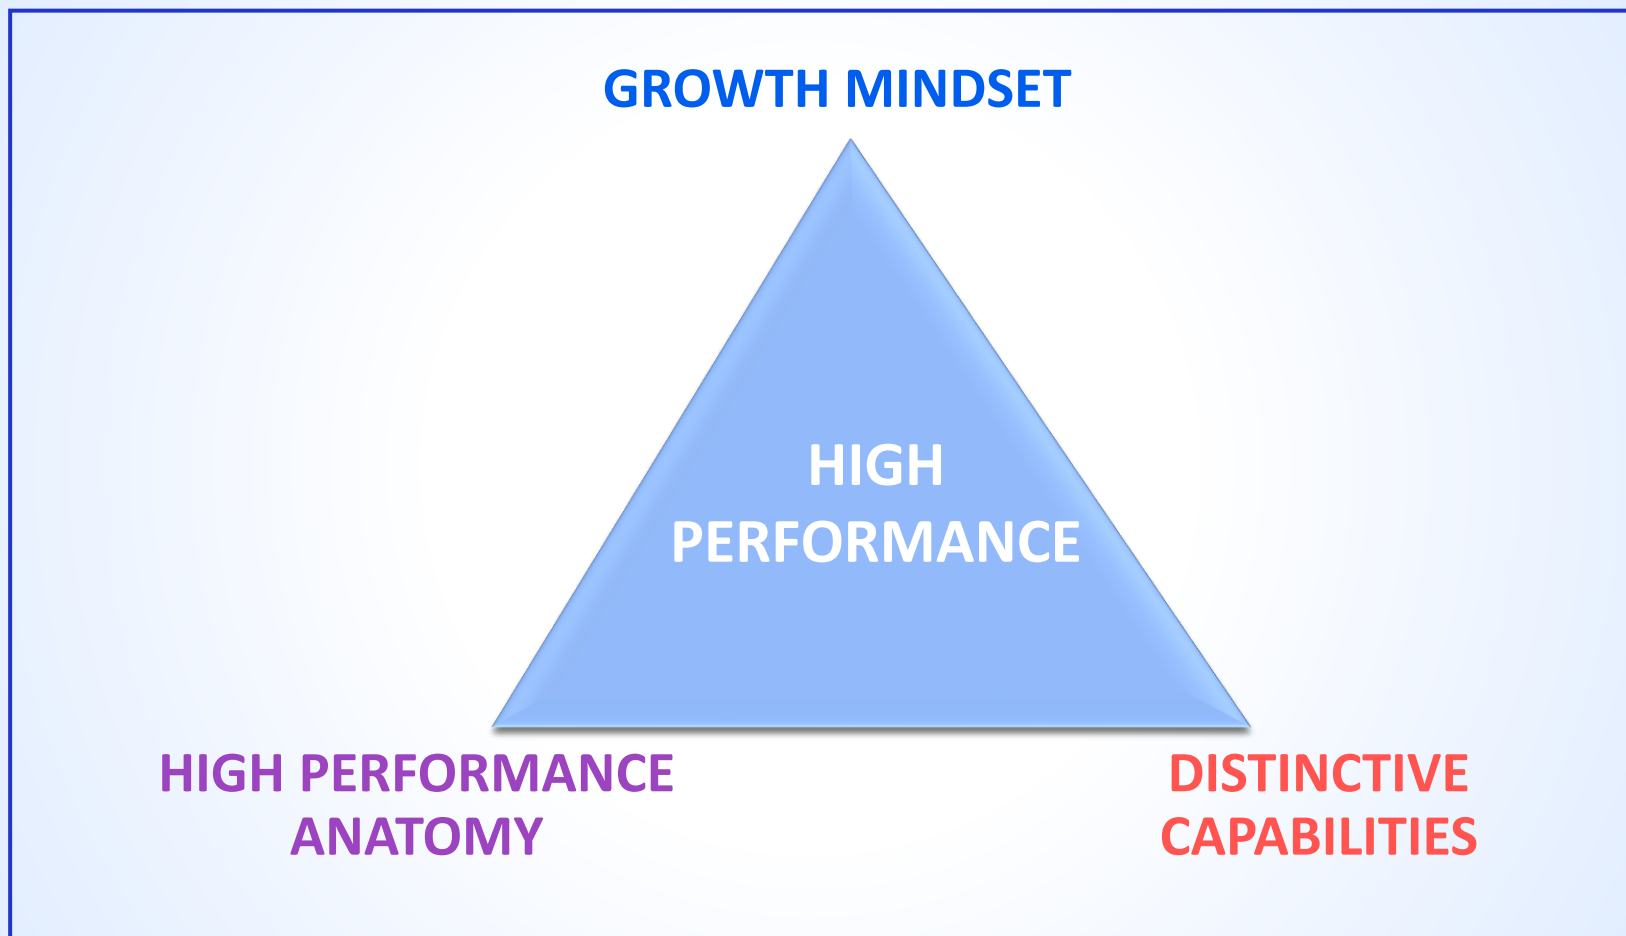 GROWTH MINDSET
HIGH
PERFORMANCE
HIGH PERFORMANCE
ANATOMY
DISTINCTIVE
CAPABILITIES